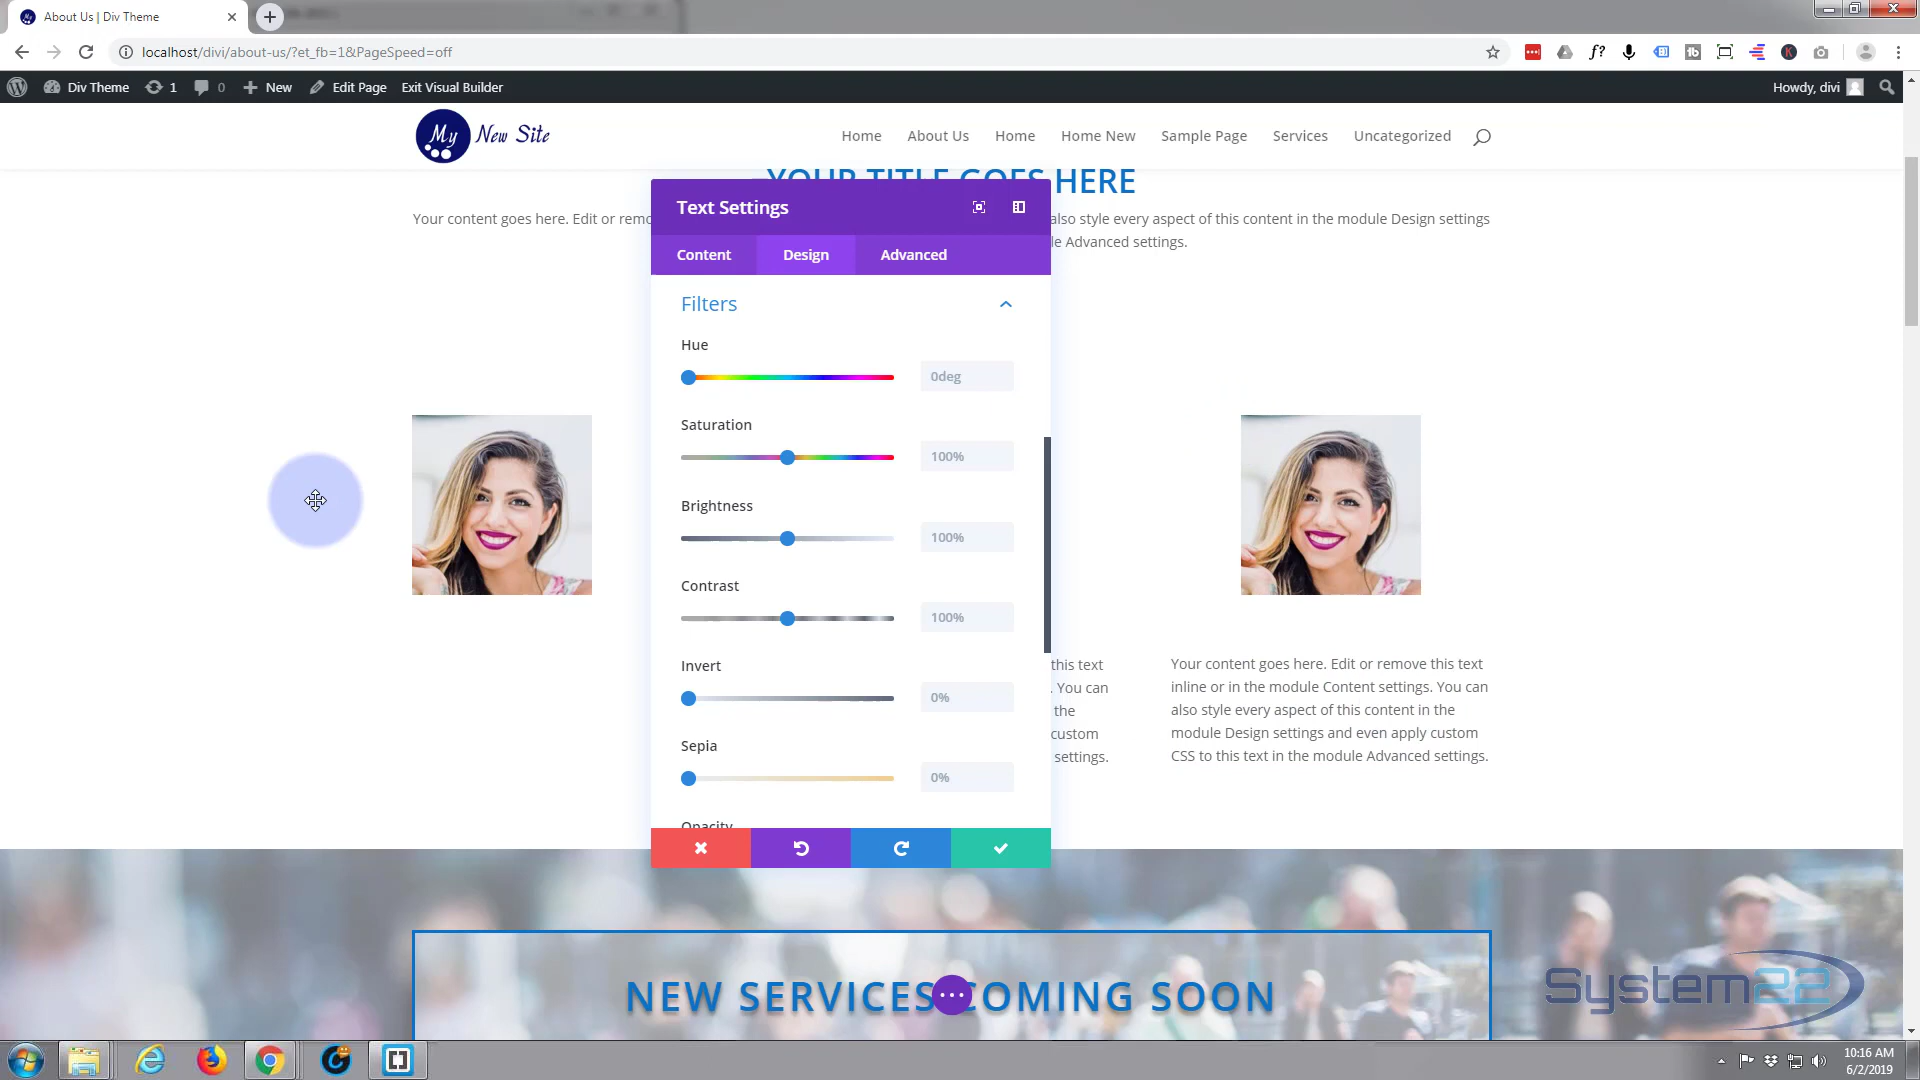 About Us | Div Theme
localhost/divi/about-us/?et_fb=1&PageSpeed=off
Div Theme 1 0 New Edit Page Exit Visual Builder Howdy, divi
My New Site
Home About Us Home Home New Sample Page Services Uncategorized
YOUR TITLE GOES HERE
Your content goes here. Edit or remo
also style every aspect of this content in the module Design settings
le Advanced settings.
Text Settings
Content Design Advanced
Filters
Hue
0deg
Saturation
100%
Brightness
100%
Contrast
100%
Invert
0%
Sepia
0%
Opacity
this text
. You can
the
custom
settings.
Your content goes here. Edit or remove this text
inline or in the module Content settings. You can
also style every aspect of this content in the
module Design settings and even apply custom
CSS to this text in the module Advanced settings.
NEW SERVICES COMING SOON
System22
10:16 AM
6/2/2019